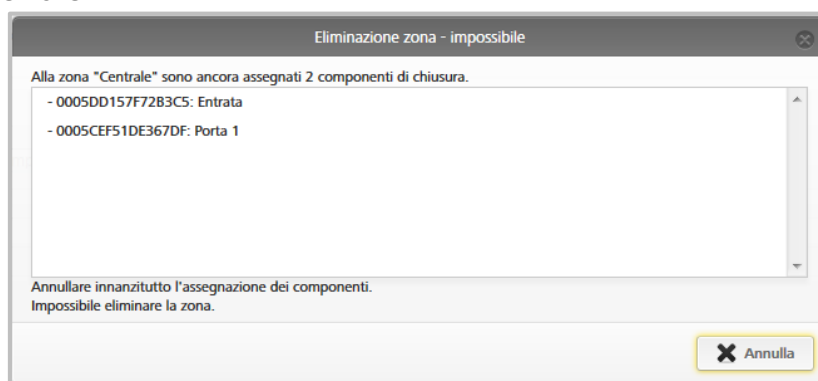 Eliminazione zona - impossibile
Alla zona "Centrale" sono ancora assegnati 2 componenti di chiusura.
- 0005DD157F72B3C5: Entrata
- 0005CEF51DE367DF: Porta 1
Annullare innanzitutto l'assegnazione dei componenti.
Impossibile eliminare la zona.
Annulla